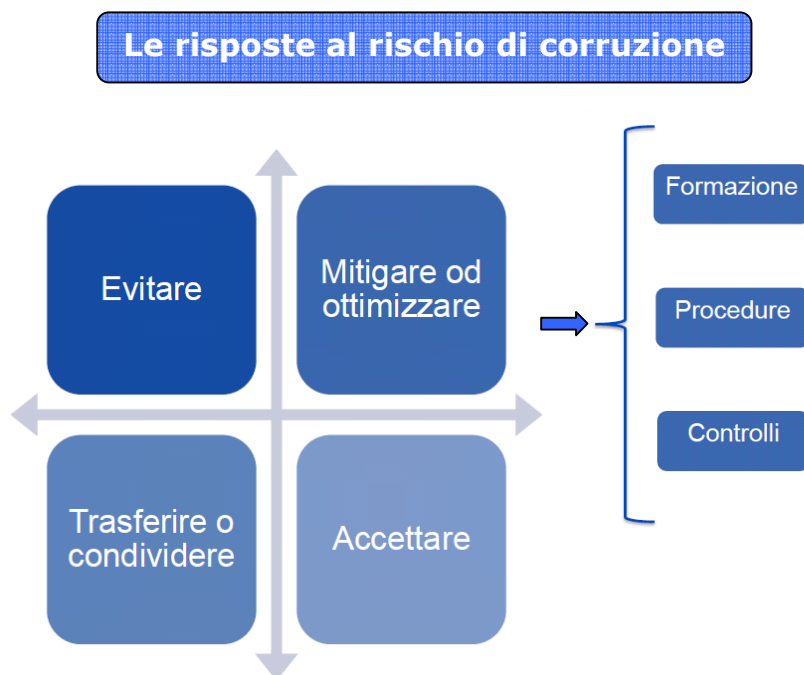 Le risposte al rischio di corruzione
Evitare
Mitigare od
ottimizzare
Trasferire o
condividere
Accettare
Formazione
Procedure
Controlli